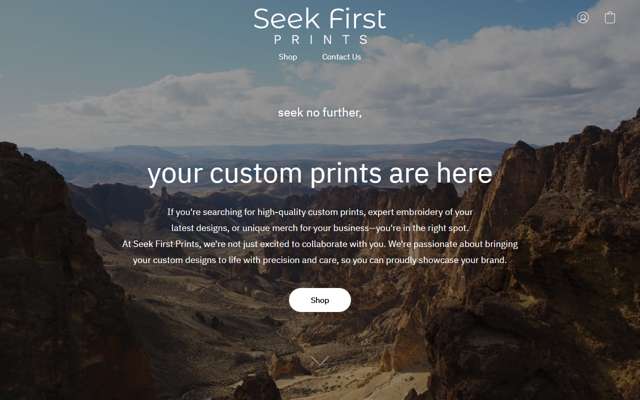 Seek First
PRINTS
Shop Contact Us
seek no further,
your custom prints are here
If you're searching for high-quality custom prints, expert embroidery of your
latest designs, or unique merch for your business—you're in the right spot.
At Seek First Prints, we're not just excited to collaborate with you. We're passionate about bringing
your custom designs to life with precision and care, so you can proudly showcase your brand.
Shop